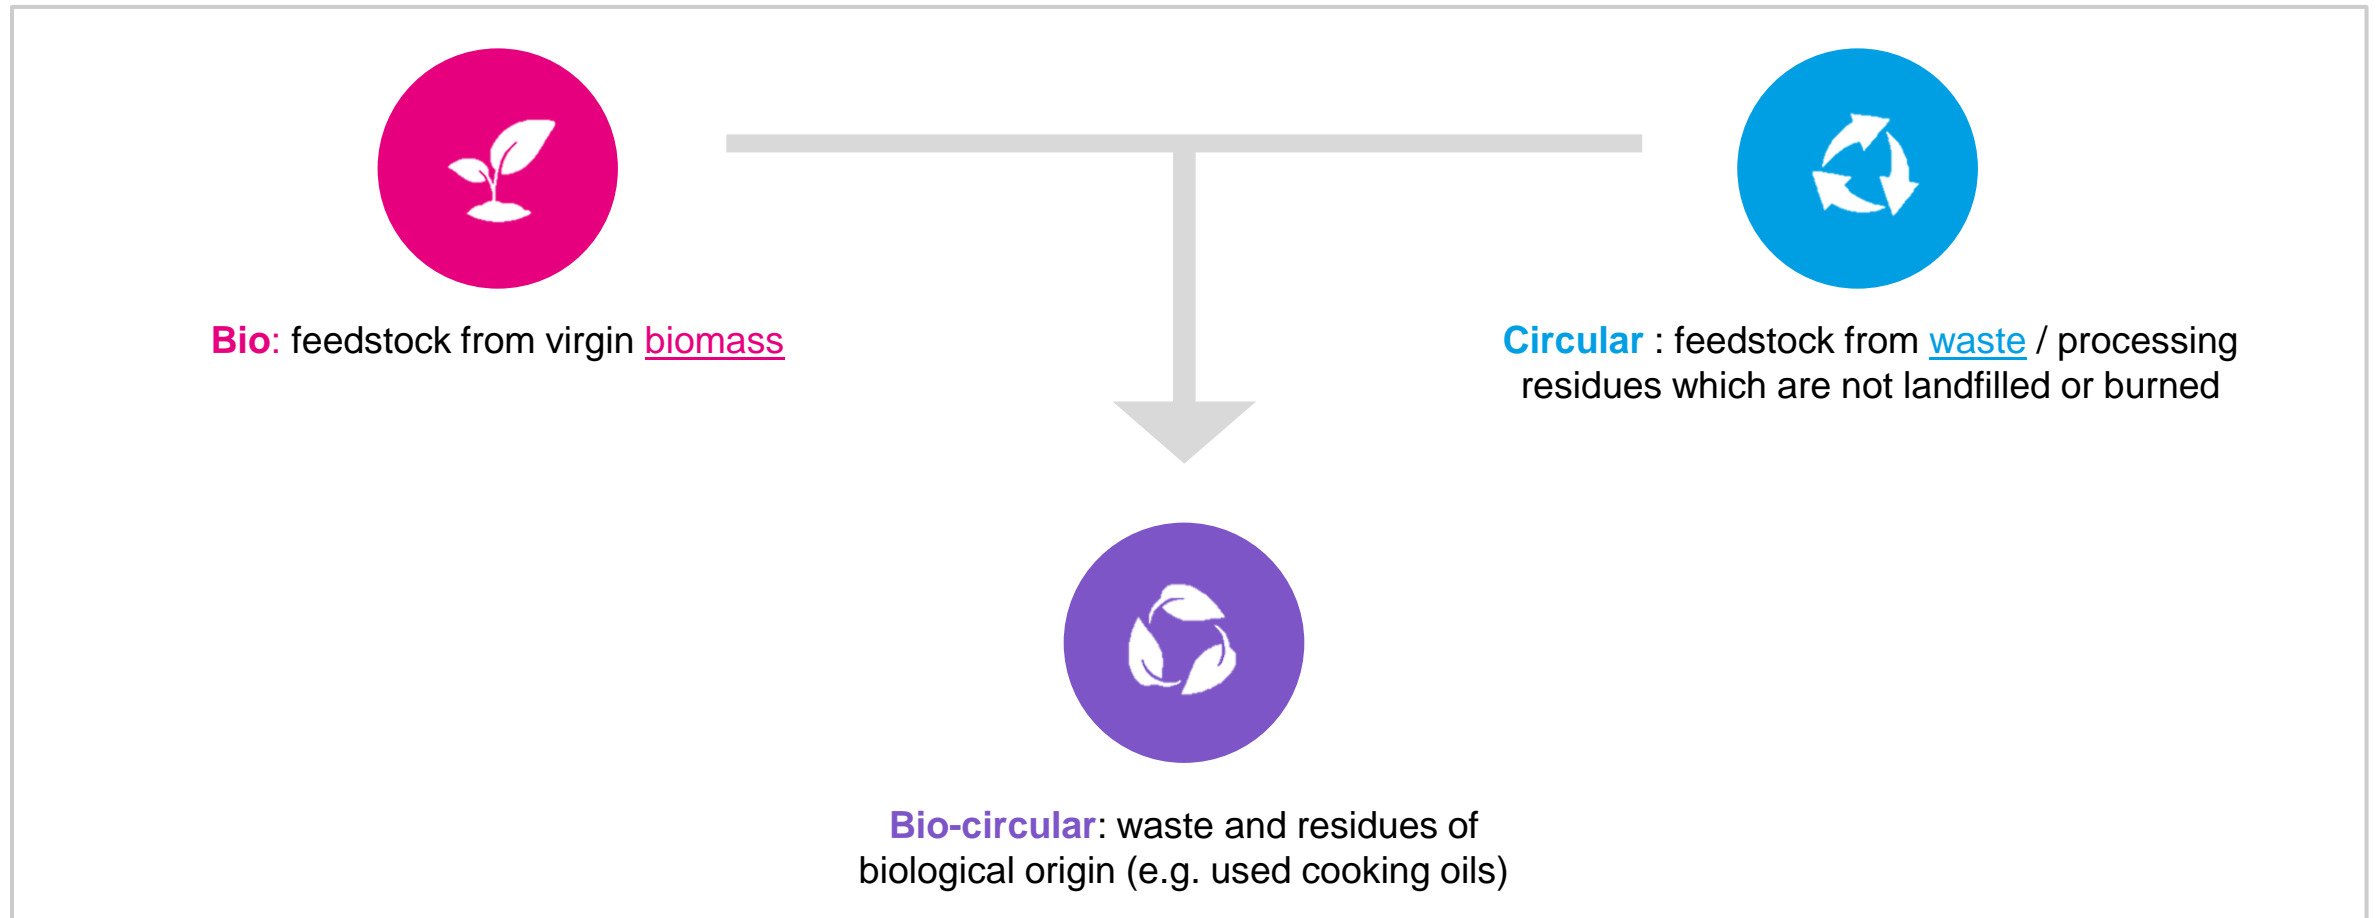 Bio: feedstock from virgin biomass
Circular : feedstock from waste / processing
residues which are not landfilled or burned
Bio-circular: waste and residues of
biological origin (e.g. used cooking oils)